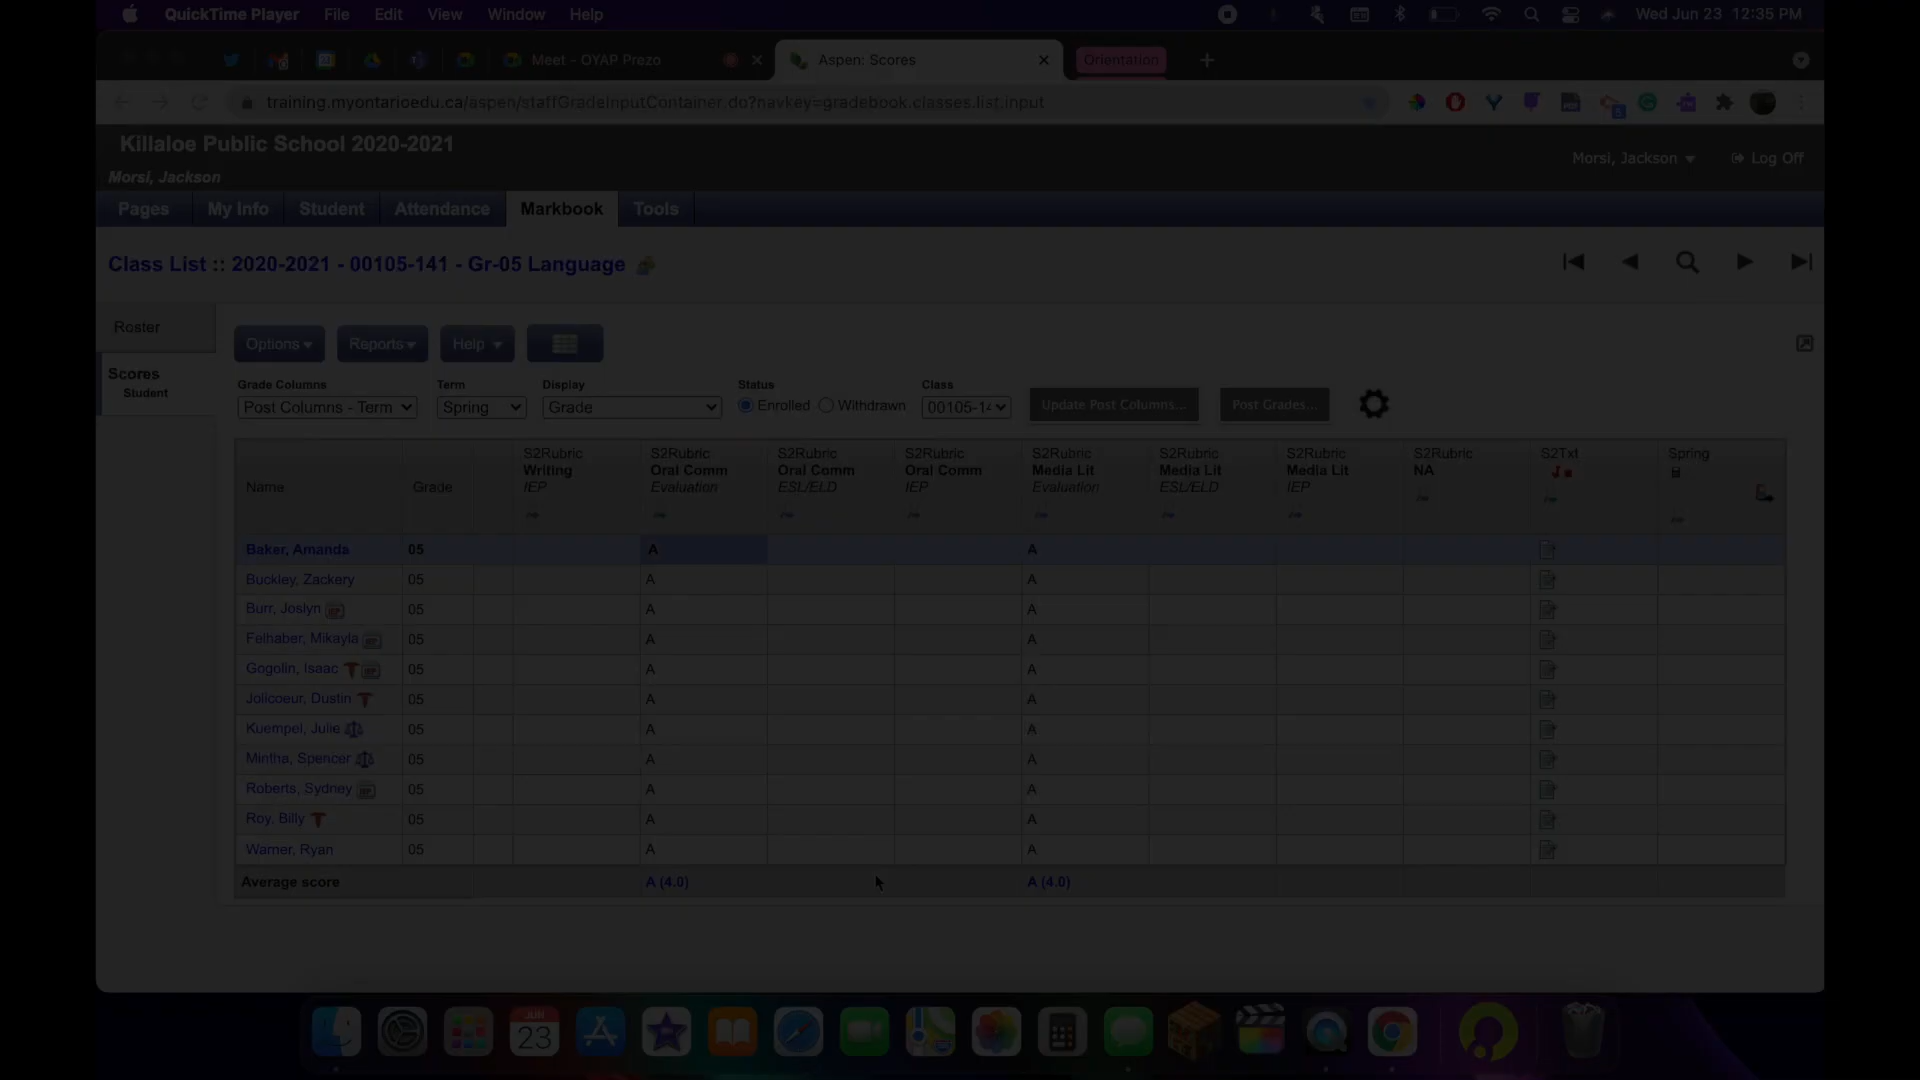 QuickTime Player File Edit View Window Help Wed Jun 23 12:35 PM
Meet - OYAP Prezo Aspen: Scores Orientation
training.myontarioedu.ca/aspen/staffGradeInputContainer.do?navkey=gradebook.classes.list.input
Killaloe Public School 2020-2021
Morsi, Jackson Log Off
Morsi, Jackson
Pages My Info Student Attendance Markbook Tools
Class List :: 2020-2021 - 00105-141 - Gr-05 Language
Roster
Options Reports Help
Scores
Student
Grade Columns Term Display Status Class
Post Columns - Term Spring Grade Enrolled Withdrawn 00105-14 Update Post Columns... Post Grades...
S2Rubric S2Rubric S2Rubric S2Rubric S2Rubric S2Rubric S2Rubric S2Rubric S2Txt Spring
Writing Oral Comm Oral Comm Oral Comm Media Lit Media Lit Media Lit NA
Name Grade IEP Evaluation ESL/ELD IEP Evaluation ESL/ELD IEP
Baker, Amanda 05 A A
Buckley, Zackery 05 A A
Burr, Joslyn IEP 05 A A
Felhaber, Mikayla IEP 05 A A
Gogolin, Isaac IEP 05 A A
Jolicoeur, Dustin 05 A A
Kuempel, Julie 05 A A
Mintha, Spencer 05 A A
Roberts, Sydney IEP 05 A A
Roy, Billy 05 A A
Warner, Ryan 05 A A
Average score A (4.0) A (4.0)
JUN
23